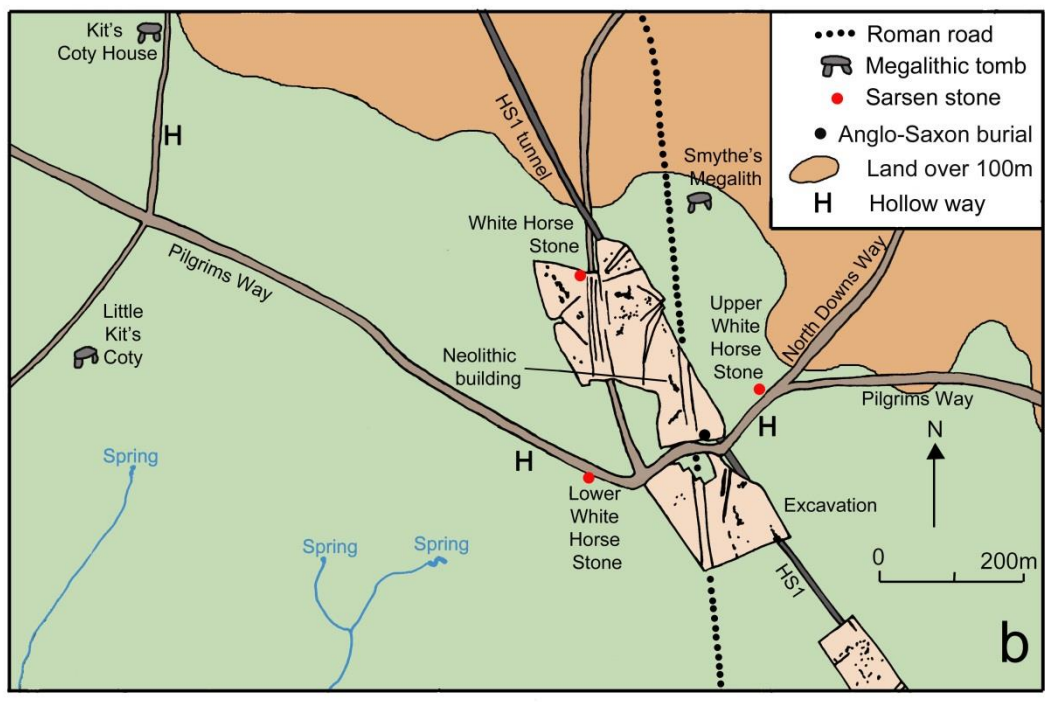 Kit's
Coty House
H
Pilgrims Way
Little
Kit's
Coty
HS1 tunnel
White Horse
Stone
Smythe's
Megalith
Upper
White
Horse
Stone
North Downs Way
Neolithic
building
Pilgrims Way
H
H
Lower
White
Horse
Stone
Excavation
N
0 200m
HS1
Spring
Spring
Spring
b
Roman road
Megalithic tomb
Sarsen stone
Anglo-Saxon burial
Land over 100m
H Hollow way